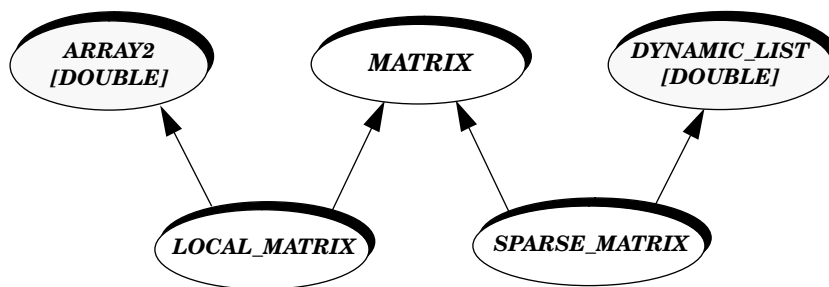 ARRAY2
[DOUBLE]
MATRIX
DYNAMIC_LIST
[DOUBLE]
LOCAL_MATRIX
SPARSE_MATRIX